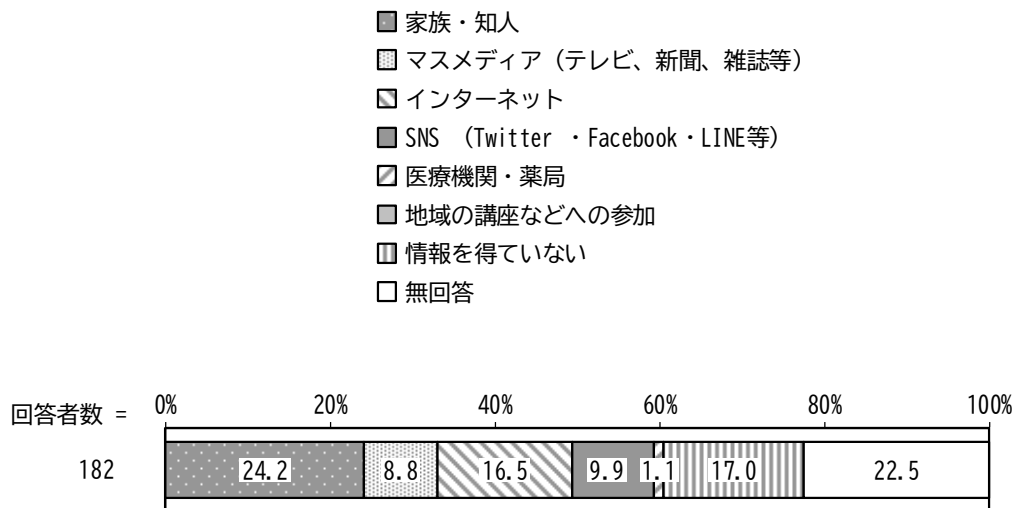 家族・知人
マスメディア（テレビ、新聞、雑誌等）
インターネット
SNS （Twitter ・Facebook・LINE等）
医療機関・薬局
地域の講座などへの参加
情報を得ていない
無回答
回答者数 = 0% 20% 40% 60% 80% 100%
182 24.2 8.8 16.5 9.9 1.1 17.0 22.5